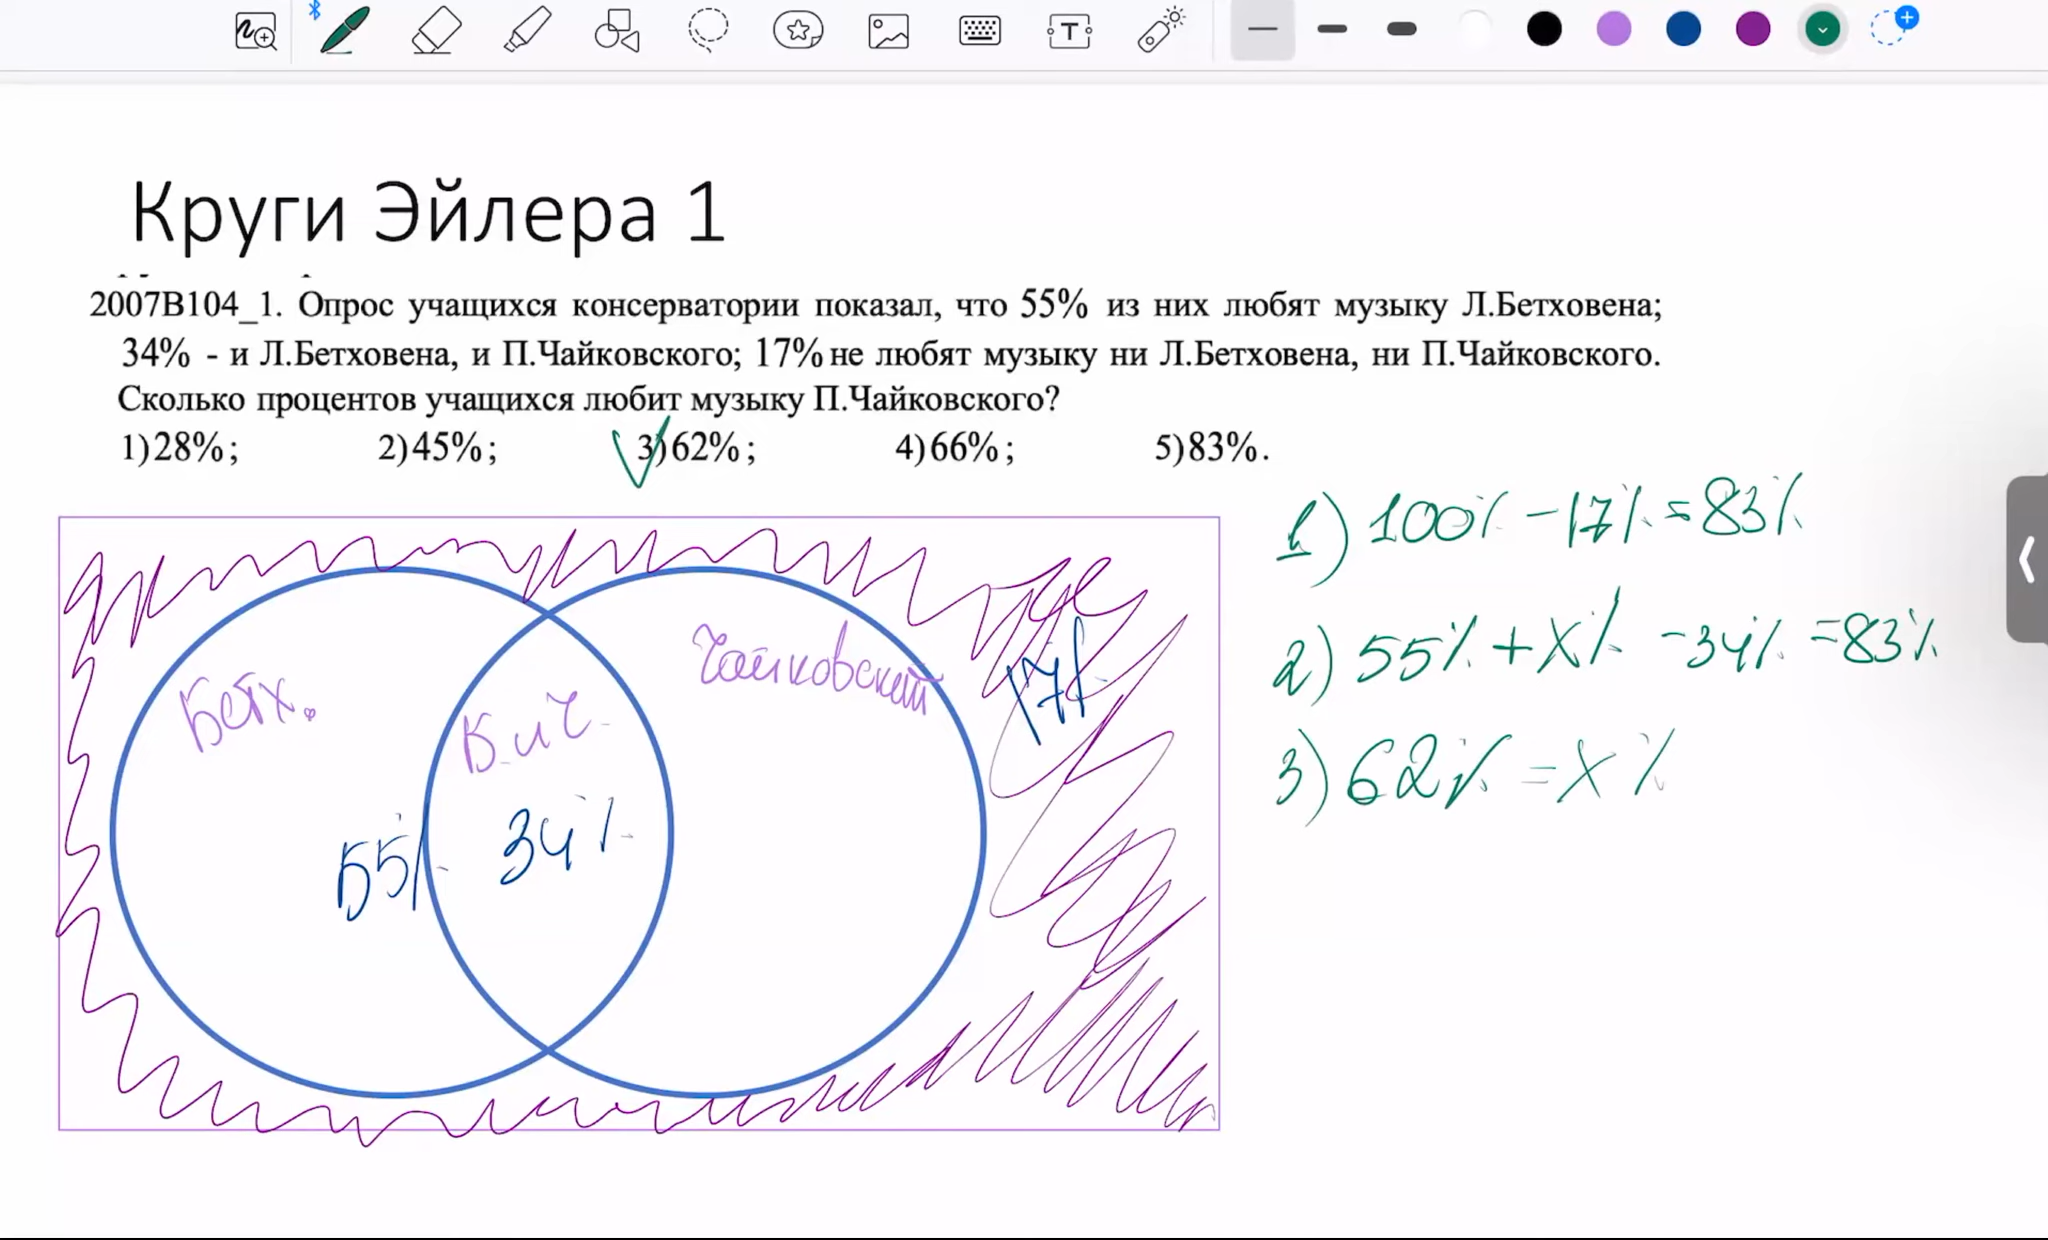 Круги Эйлера 1
2007В104_1. Опрос учащихся консерватории показал, что 55% из них любят музыку Л.Бетховена;
34% - и Л.Бетховена, и П.Чайковского; 17% не любят музыку ни Л.Бетховена, ни П.Чайковского.
Сколько процентов учащихся любит музыку П.Чайковского?
1)28%; 2)45%; 3)62%; 4)66%; 5)83%.
1) 100% - 17% = 83%
2) 55% + x% - 34% = 83%
3) 62% = x%
Бетх.
Б и Ч.
Чайковский
17%
55%
34%